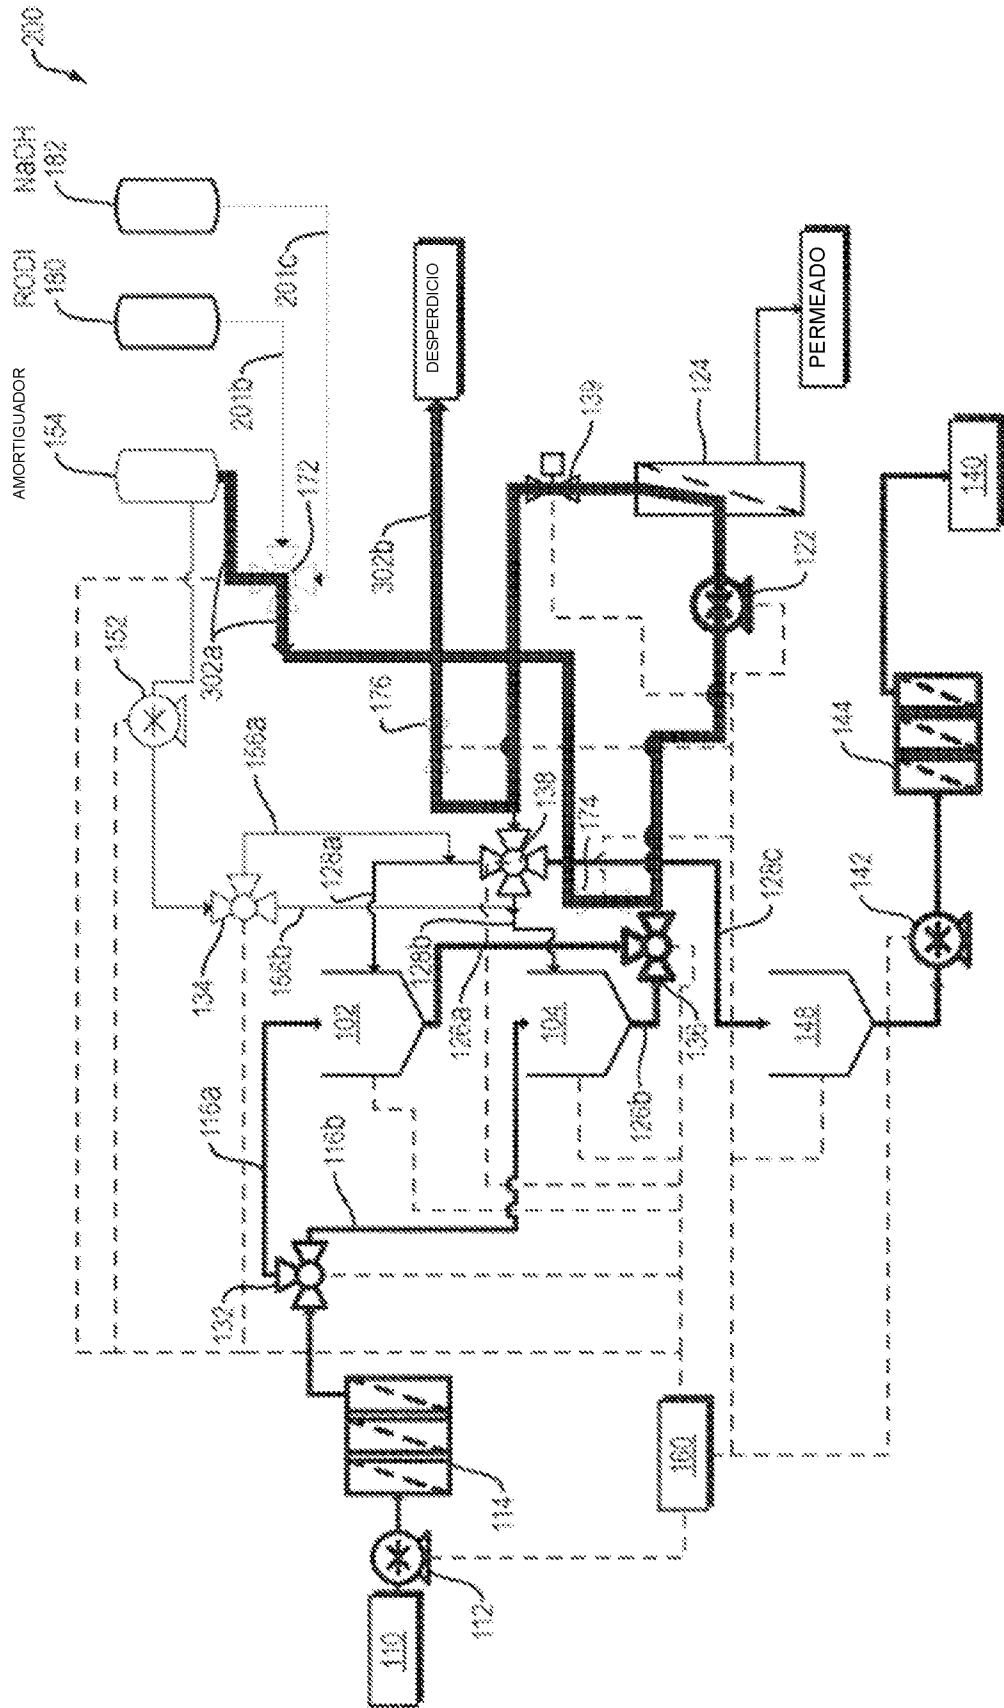 200
NaOH
182
RODI
180
AMORTIGUADOR
154
201c
201b
172
302a
152
DESPERDICIO
302b
176
139
PERMEADO
124
122
140
144
142
156a
134
156b
128a
138
174
128b
126a
136
128c
102
104
148
126b
116a
116b
132
114
112
110
160